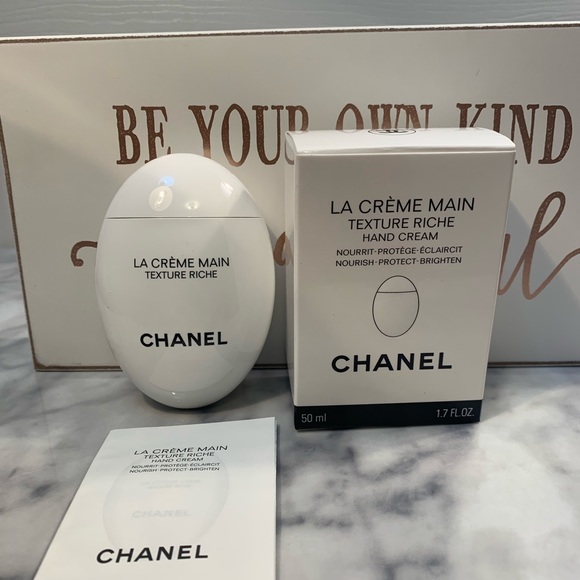 BE YOUR OWN KIND
LA CRÈME MAIN
TEXTURE RICHE
CHANEL
LA CRÈME MAIN
TEXTURE RICHE
HAND CREAM
NOURRIT·PROTÈGE·ÉCLAIRCIT
NOURISH·PROTECT·BRIGHTEN
CHANEL
50 ml
1.7 FL.OZ.
LA CRÈME MAIN
TEXTURE RICHE
HAND CREAM
NOURRIT·PROTÈGE·ÉCLAIRCIT
NOURISH·PROTECT·BRIGHTEN
CHANEL